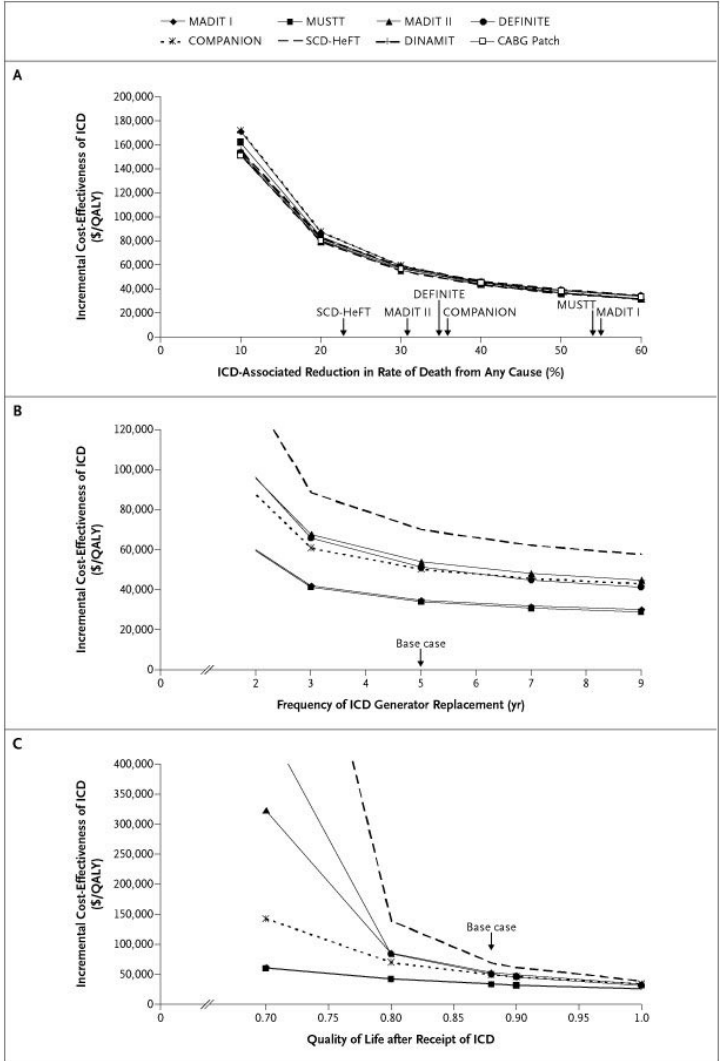 MADIT I MUSTT MADIT II DEFINITE
COMPANION SCD-HeFT DINAMIT CABG Patch
A
Incremental Cost-Effectiveness of ICD
($/QALY)
200,000
180,000
160,000
140,000
120,000
100,000
80,000
60,000
40,000
20,000
0
DEFINITE
SCD-HeFT MADIT II COMPANION MUSTT MADIT I
10 20 30 40 50 60
ICD-Associated Reduction in Rate of Death from Any Cause (%)
B
Incremental Cost-Effectiveness of ICD
($/QALY)
120,000
100,000
80,000
60,000
40,000
20,000
0
Base case
0 2 3 4 5 6 7 8 9
Frequency of ICD Generator Replacement (yr)
C
Incremental Cost-Effectiveness of ICD
($/QALY)
400,000
350,000
300,000
250,000
200,000
150,000
100,000
50,000
0
Base case
0 0.70 0.75 0.80 0.85 0.90 0.95 1.0
Quality of Life after Receipt of ICD